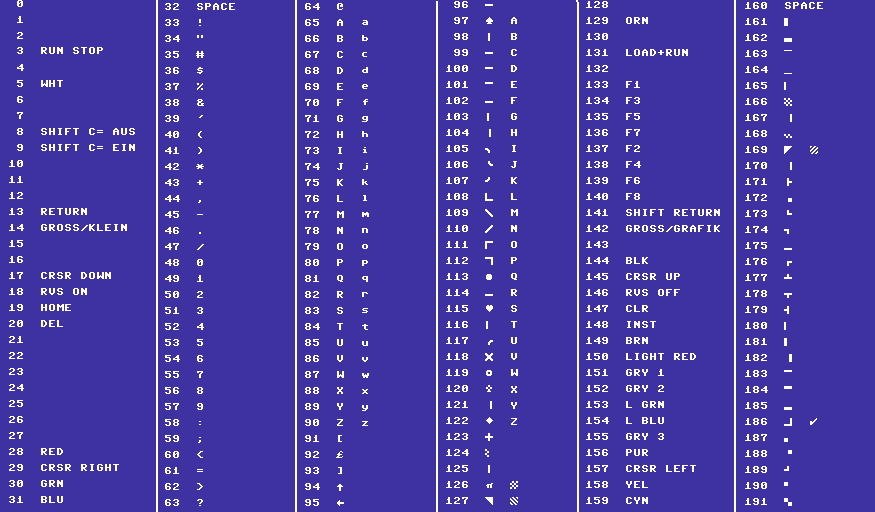 0
1
2
3 RUN STOP
4
5 WHT
6
7
8 SHIFT C= AUS
9 SHIFT C= EIN
10
11
12
13 RETURN
14 GROSS/KLEIN
15
16
17 CRSR DOWN
18 RVS ON
19 HOME
20 DEL
21
22
23
24
25
26
27
28 RED
29 CRSR RIGHT
30 GRN
31 BLU
32 SPACE
33 !
34 "
35 #
36 $
37 %
38 &
39 ´
40 (
41 )
42 *
43 +
44 ,
45 -
46 .
47 /
48 0
49 1
50 2
51 3
52 4
53 5
54 6
55 7
56 8
57 9
58 :
59 ;
60 <
61 =
62 >
63 ?
64 @
65 A a
66 B b
67 C c
68 D d
69 E e
70 F f
71 G g
72 H h
73 I i
74 J j
75 K k
76 L l
77 M m
78 N n
79 O o
80 P p
81 Q q
82 R r
83 S s
84 T t
85 U u
86 V v
87 W w
88 X x
89 Y y
90 Z z
91 [
92 £
93 ]
94 ↑
95 ←
96 ─
97 ♠ A
98 │ B
99 ─ C
100 ─ D
101 ─ E
102 ─ F
103 │ G
104 │ H
105 ╮ I
106 ╰ J
107 ╯ K
108 L
109 ╲ M
110 ╱ N
111 O
112 P
113 ● Q
114 R
115 ♥ S
116 T
117 ╭ U
118 ╳ V
119 ○ W
120 ♣ X
121 Y
122 ♦ Z
123 ┼
124
125 │
126 π ▒
127 ◥
128
129 ORN
130
131 LOAD+RUN
132
133 F1
134 F3
135 F5
136 F7
137 F2
138 F4
139 F6
140 F8
141 SHIFT RETURN
142 GROSS/GRAFIK
143
144 BLK
145 CRSR UP
146 RVS OFF
147 CLR
148 INST
149 BRN
150 LIGHT RED
151 GRY 1
152 GRY 2
153 L GRN
154 L BLU
155 GRY 3
156 PUR
157 CRSR LEFT
158 YEL
159 CYN
160 SPACE
161 ▌
162 ▄
163 ▔
164 ▁
165 ▏
166 ▒
167 ▕
168
169 ◤
170
171 ├
172 ▗
173 └
174 ┐
175 ▂
176 ┌
177 ┴
178 ┬
179 ┤
180 ▎
181 ▍
182
183
184
185 ▃
186 ✓
187 ▖
188 ▝
189 ┘
190 ▘
191 ▚